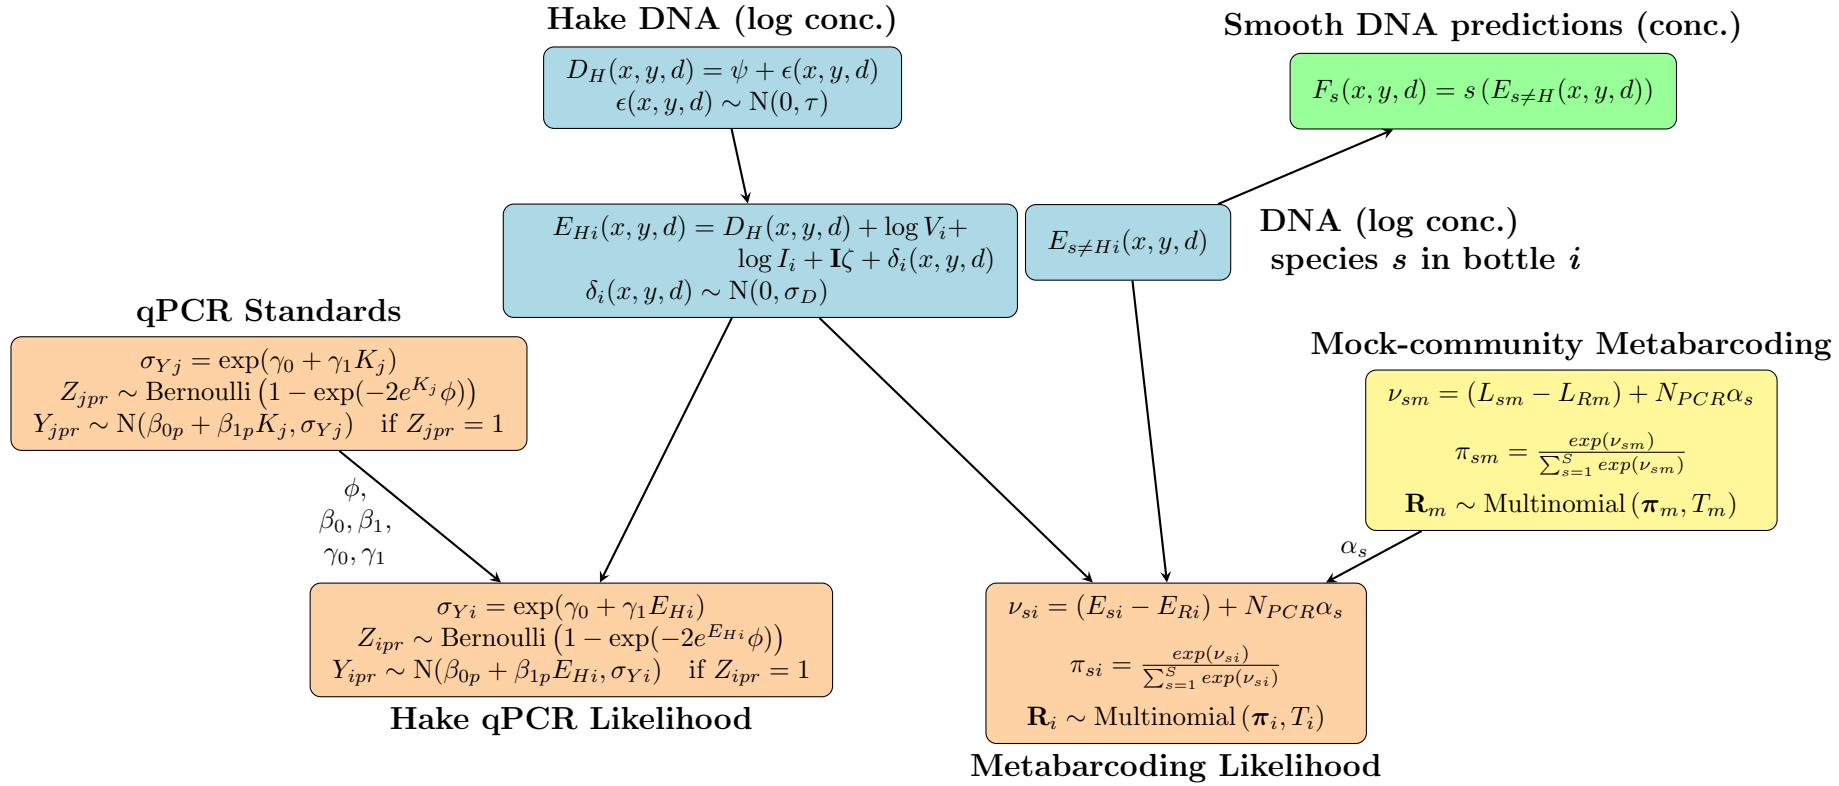 Hake DNA (log conc.)
D_H(x, y, d) = ψ + ϵ(x, y, d)
ϵ(x, y, d) ∼ N(0, τ)
Smooth DNA predictions (conc.)
F_s(x, y, d) = s (E_{s≠H}(x, y, d))
E_{Hi}(x, y, d) = D_H(x, y, d) + log V_i+
log I_i + Iζ + δ_i(x, y, d)
δ_i(x, y, d) ∼ N(0, σ_D)
E_{s≠Hi}(x, y, d)
DNA (log conc.)
species s in bottle i
qPCR Standards
σ_{Yj} = exp(γ_0 + γ_1K_j)
Z_{jpr} ∼ Bernoulli (1 − exp(−2e^{K_j}ϕ))
Y_{jpr} ∼ N(β_{0p} + β_{1p}K_j, σ_{Yj}) if Z_{jpr} = 1
Mock-community Metabarcoding
ν_{sm} = (L_{sm} − L_{Rm}) + N_{PCR}α_s
π_{sm} = exp(ν_{sm}) / ∑_{s=1}^{S} exp(ν_{sm})
R_m ∼ Multinomial (π_m, T_m)
ϕ,
β_0, β_1,
γ_0, γ_1
α_s
σ_{Yi} = exp(γ_0 + γ_1E_{Hi})
Z_{ipr} ∼ Bernoulli (1 − exp(−2e^{E_{Hi}}ϕ))
Y_{ipr} ∼ N(β_{0p} + β_{1p}E_{Hi}, σ_{Yi}) if Z_{ipr} = 1
Hake qPCR Likelihood
ν_{si} = (E_{si} − E_{Ri}) + N_{PCR}α_s
π_{si} = exp(ν_{si}) / ∑_{s=1}^{S} exp(ν_{si})
R_i ∼ Multinomial (π_i, T_i)
Metabarcoding Likelihood